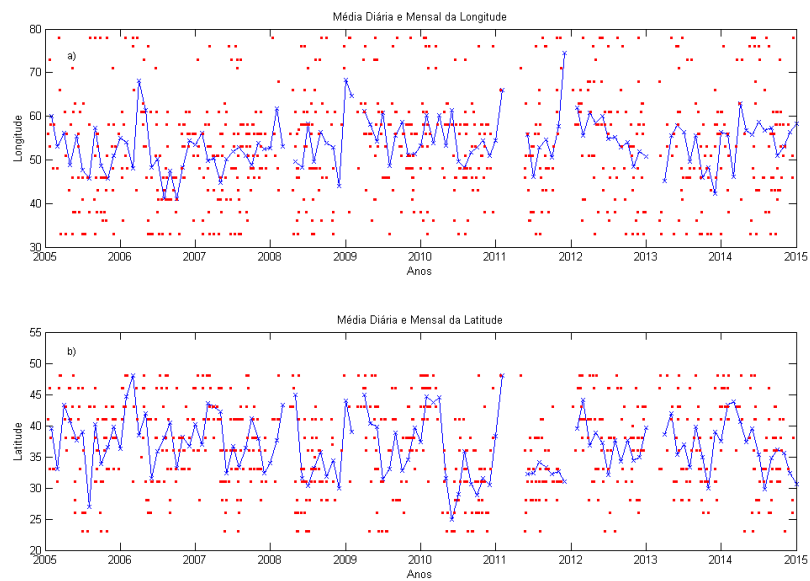 Média Diária e Mensal da Longitude
a)
80
70
60
50
40
30
Longitude
2005 2006 2007 2008 2009 2010 2011 2012 2013 2014 2015
Anos
Média Diária e Mensal da Latitude
b)
55
50
45
40
35
30
25
20
Latitude
2005 2006 2007 2008 2009 2010 2011 2012 2013 2014 2015
Anos